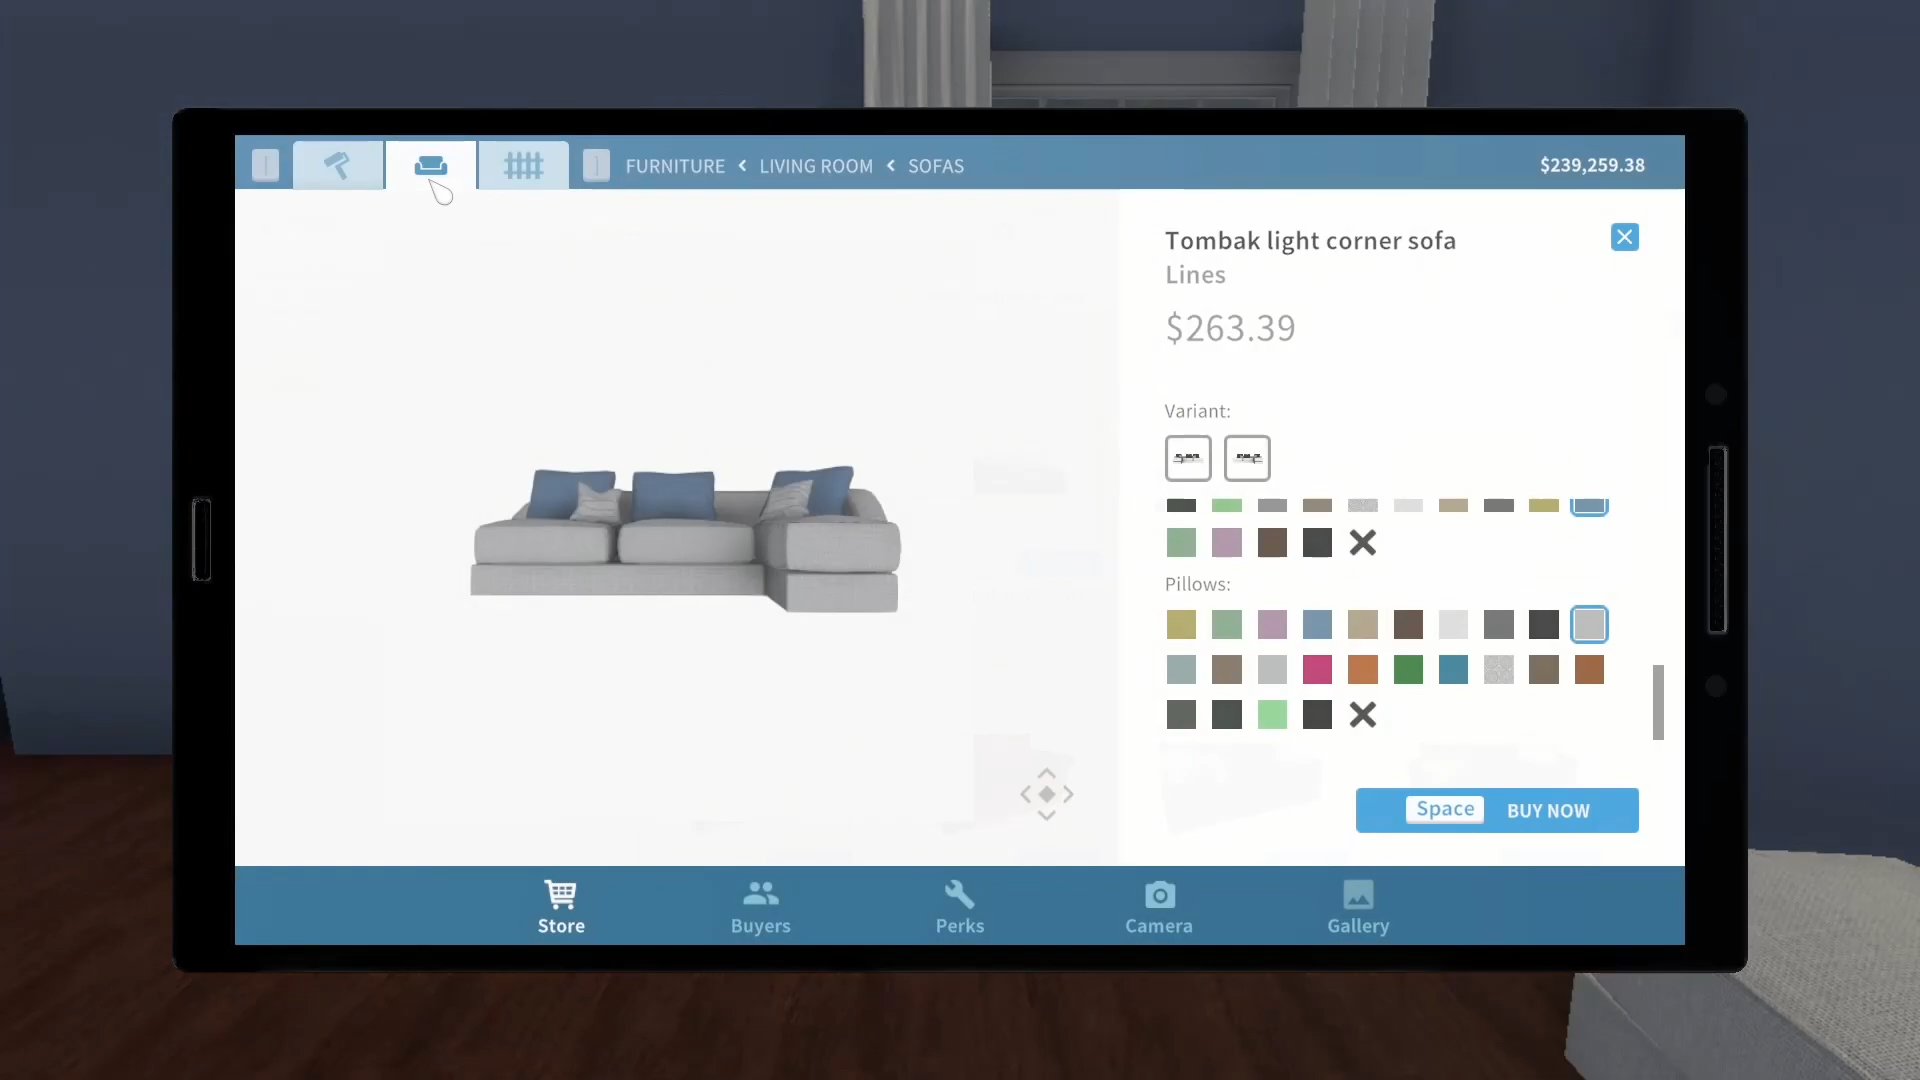 FURNITURE < LIVING ROOM < SOFAS
$239,259.38
Tombak light corner sofa
Lines
$263.39
Variant:
Pillows:
Space BUY NOW
Store
Buyers
Perks
Camera
Gallery